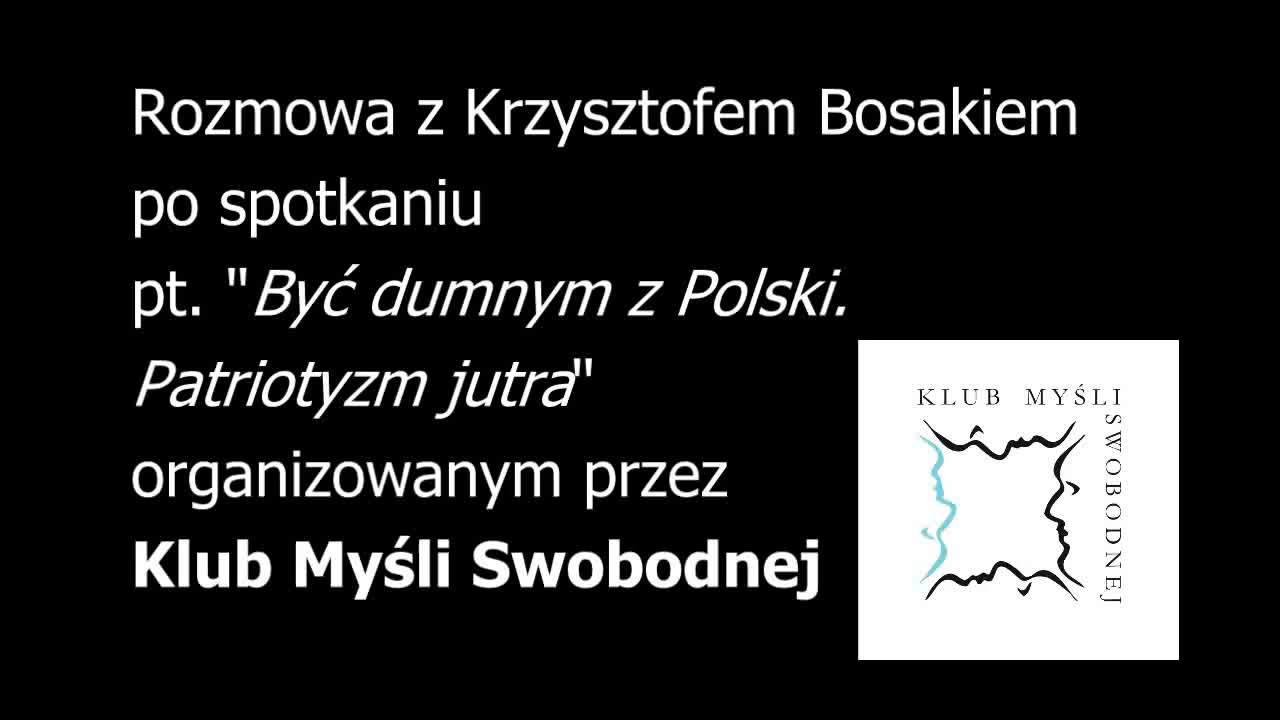 Rozmowa z Krzysztofem Bosakiem
po spotkaniu
pt. "Być dumnym z Polski.
Patriotyzm jutra"
organizowanym przez
Klub Myśli Swobodnej
KLUB MYŚLI
SWOBODNEJ